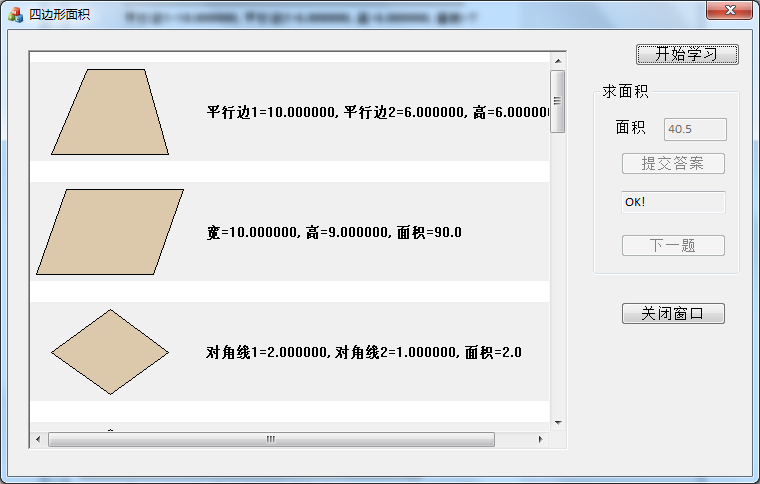 四边形面积
开始学习
平行边1=10.000000, 平行边2=6.000000, 高=6.00000
求面积
面积 40.5
提交答案
OK!
下一题
宽=10.000000, 高=9.000000, 面积=90.0
关闭窗口
对角线1=2.000000, 对角线2=1.000000, 面积=2.0